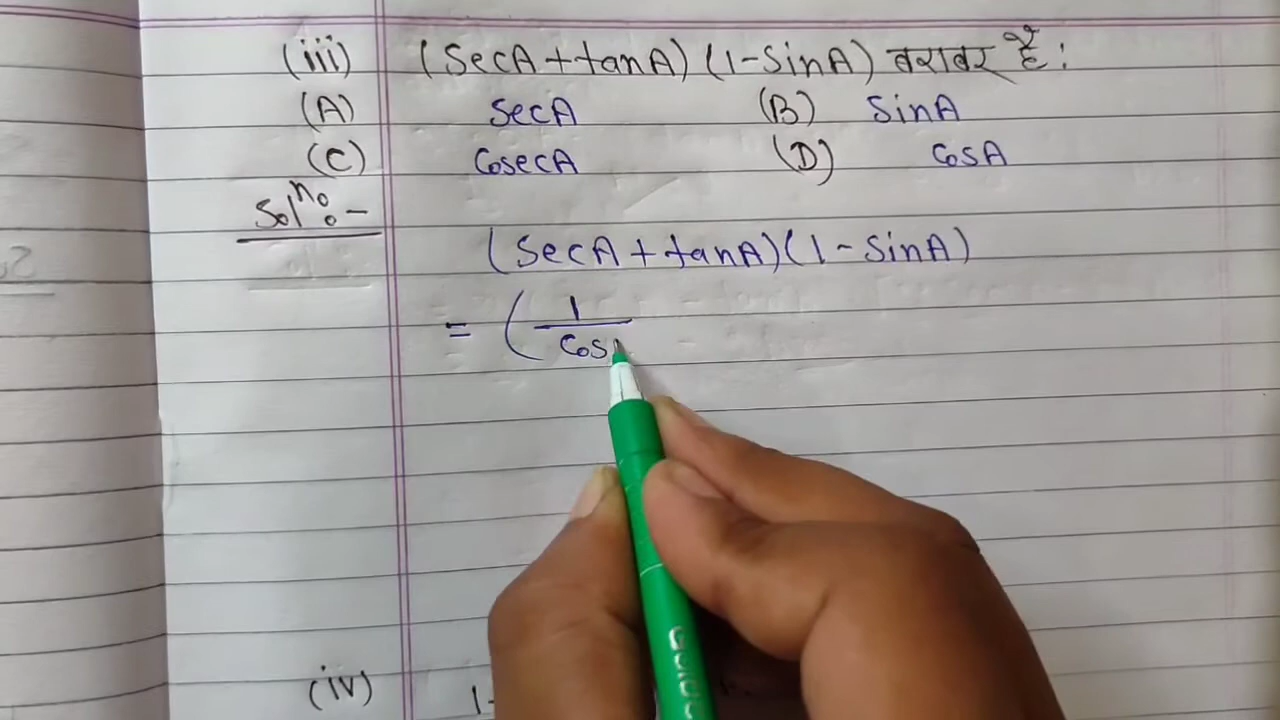 (iii) (SecA+tanA)(1-SinA) बराबर है:
(A) SecA (B) SinA
(C) CosecA (D) CosA
Solⁿ:-
(SecA+tanA)(1-SinA)
= (1/Cos
(iv) 1-